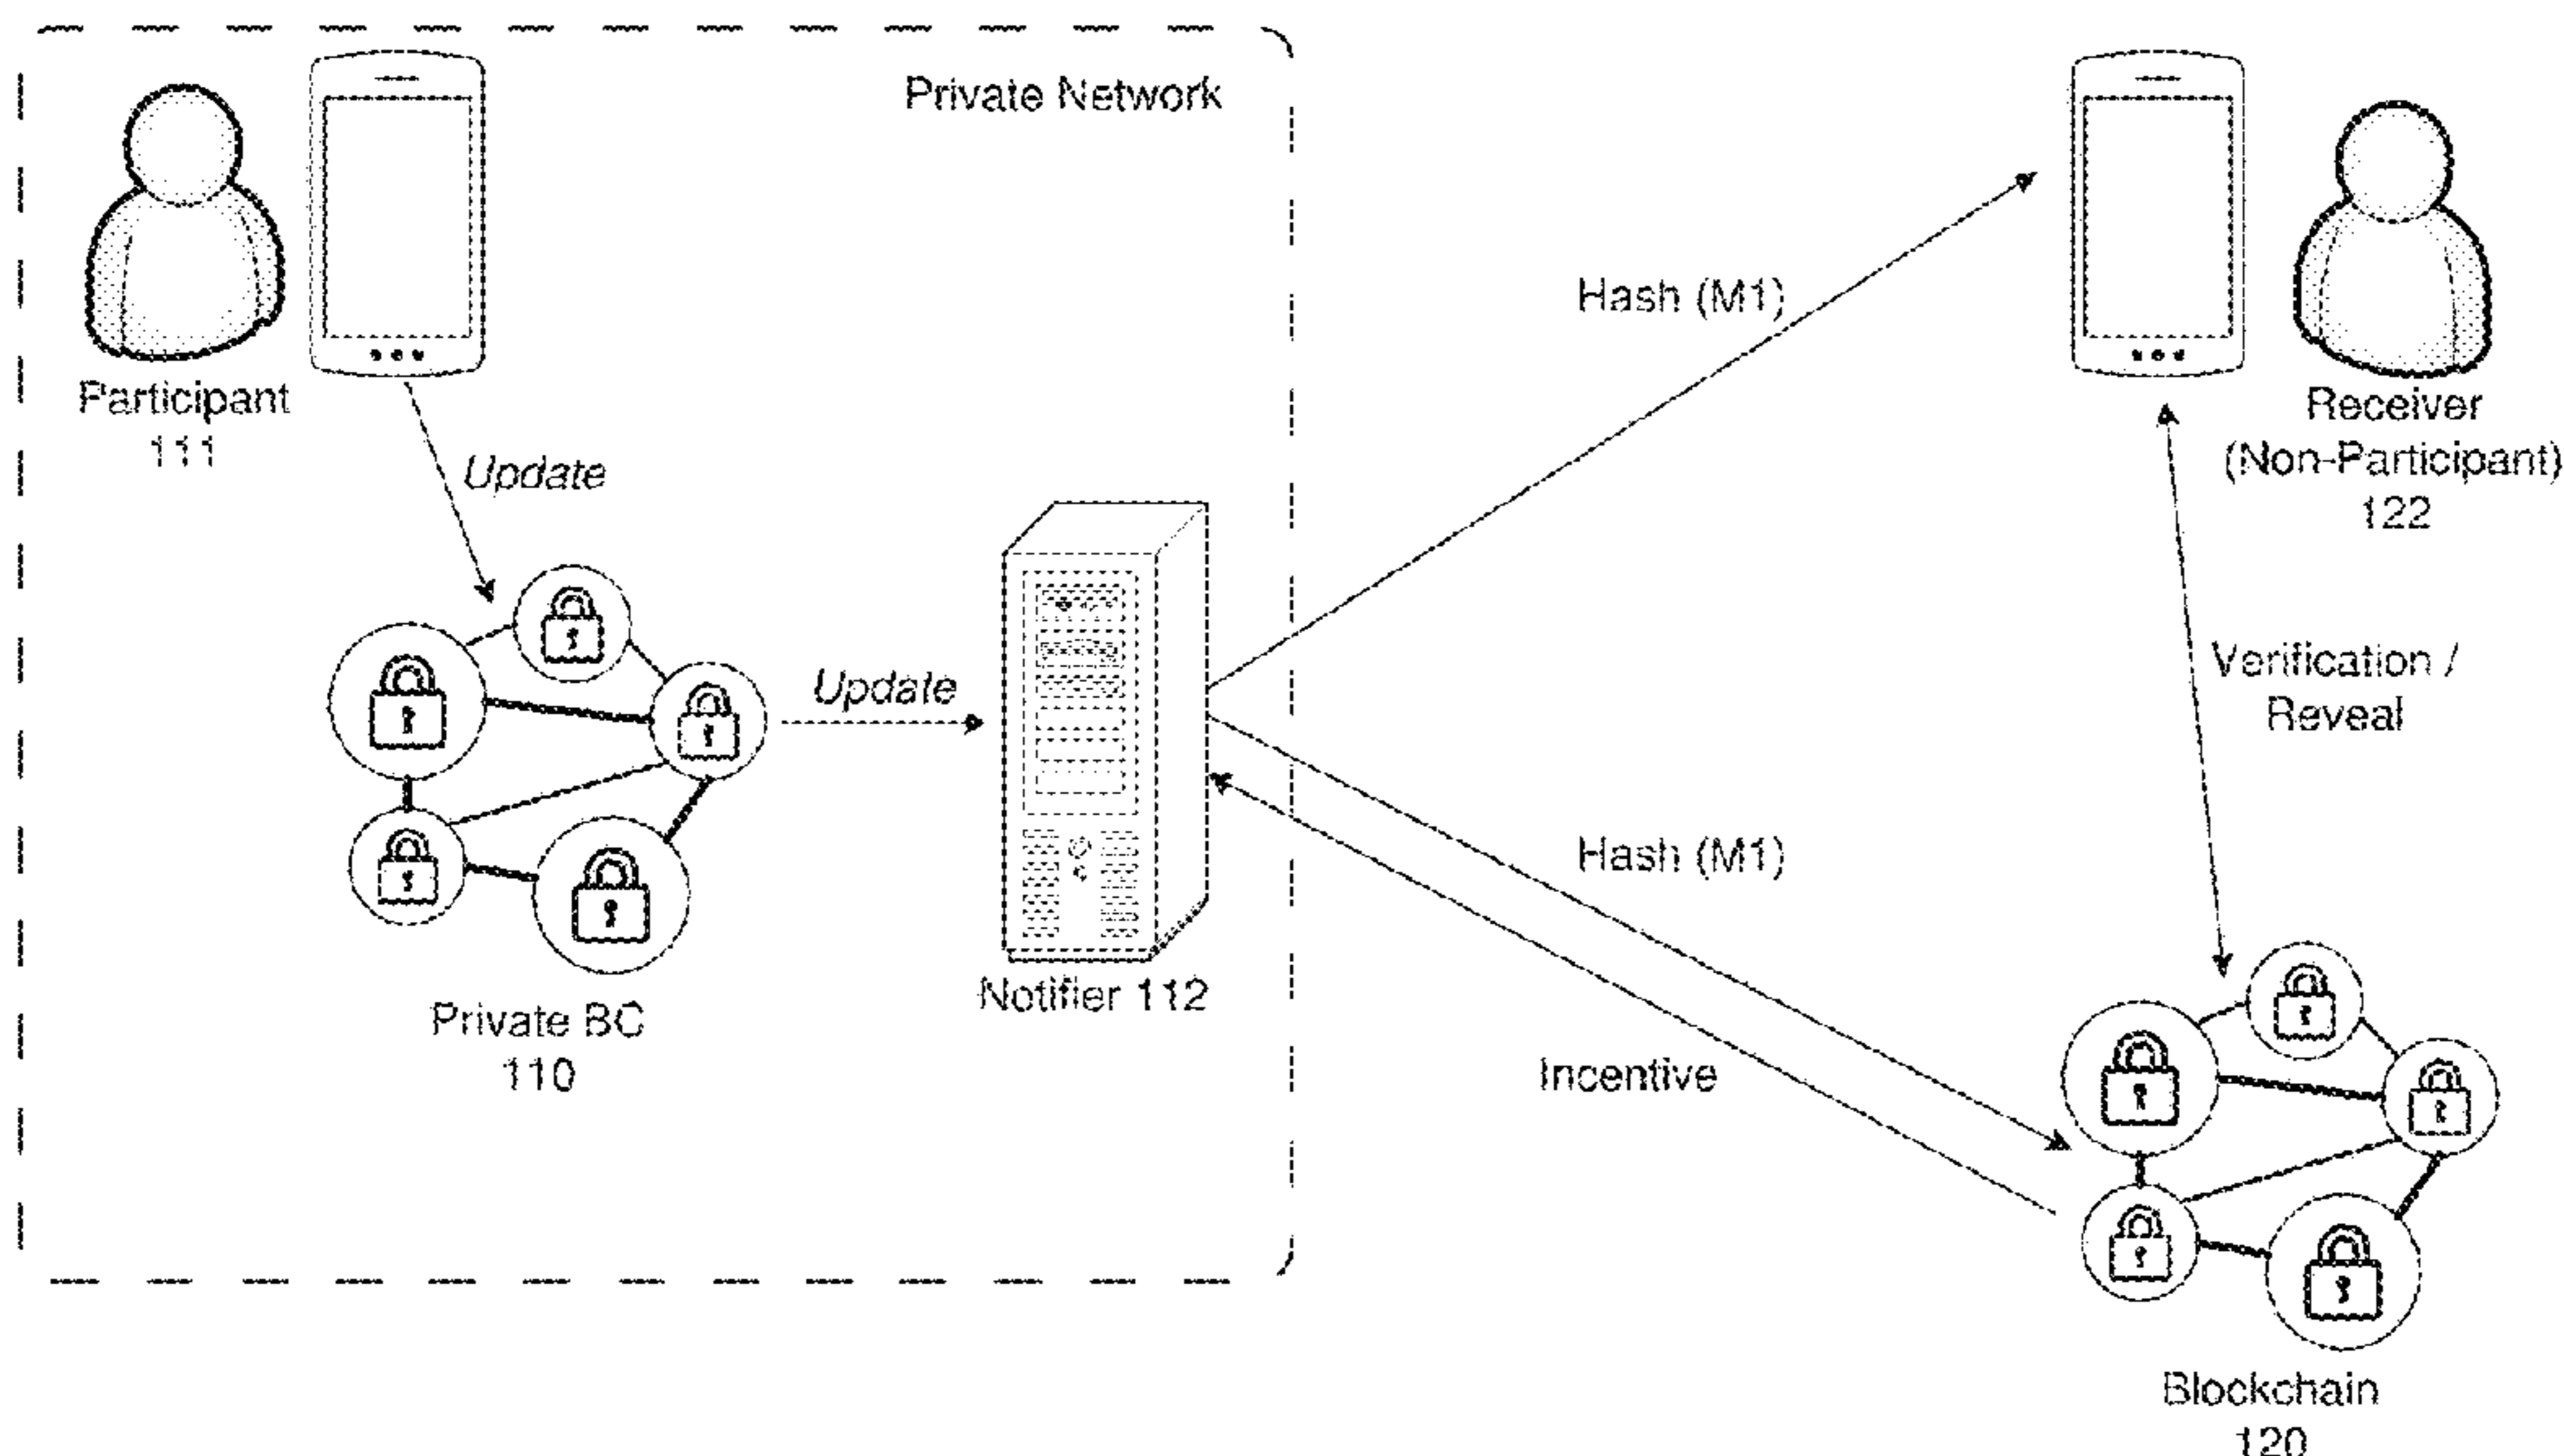 Private Network
Participant
111
Update
Update
Private BC
110
Notifier 112
Hash (M1)
Hash (M1)
Incentive
Receiver
(Non-Participant)
122
Verification /
Reveal
Blockchain
120